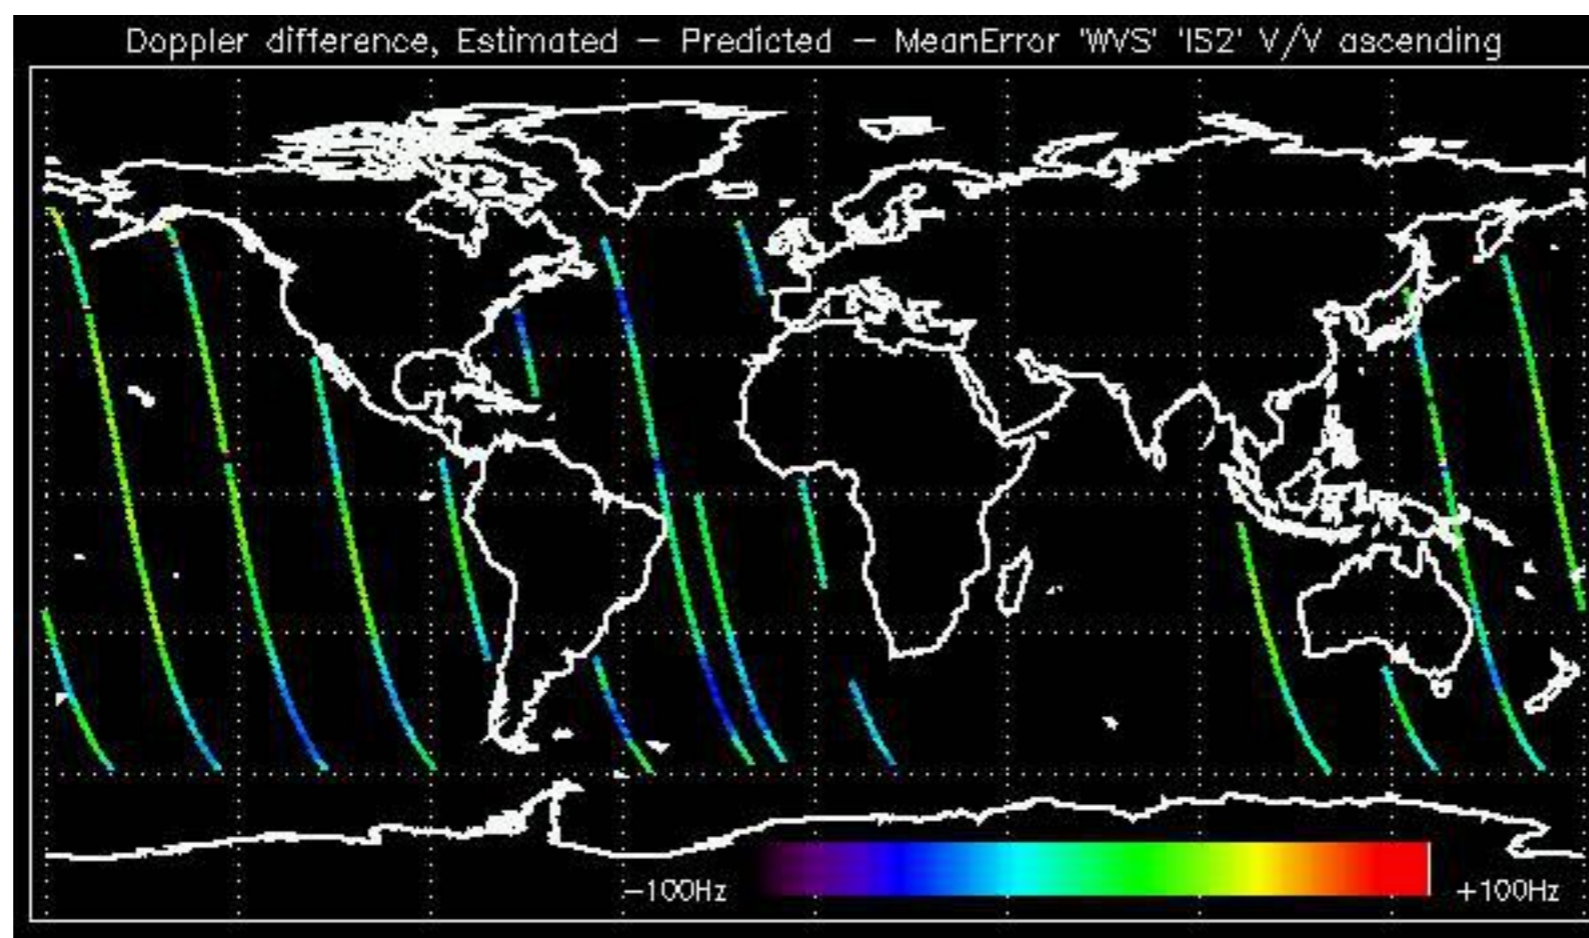 Doppler difference, Estimated − Predicted − MeanError 'WVS' 'IS2' V/V ascending
−100Hz +100Hz